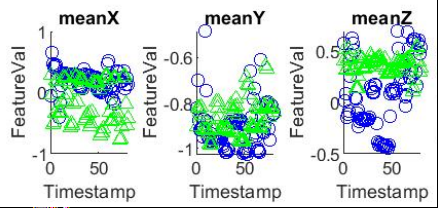 meanX
FeatureVal
1
0
-1
0
50
Timestamp
meanY
FeatureVal
-0.6
-0.8
-1
0
50
Timestamp
meanZ
FeatureVal
0.5
0
-0.5
0
50
Timestamp